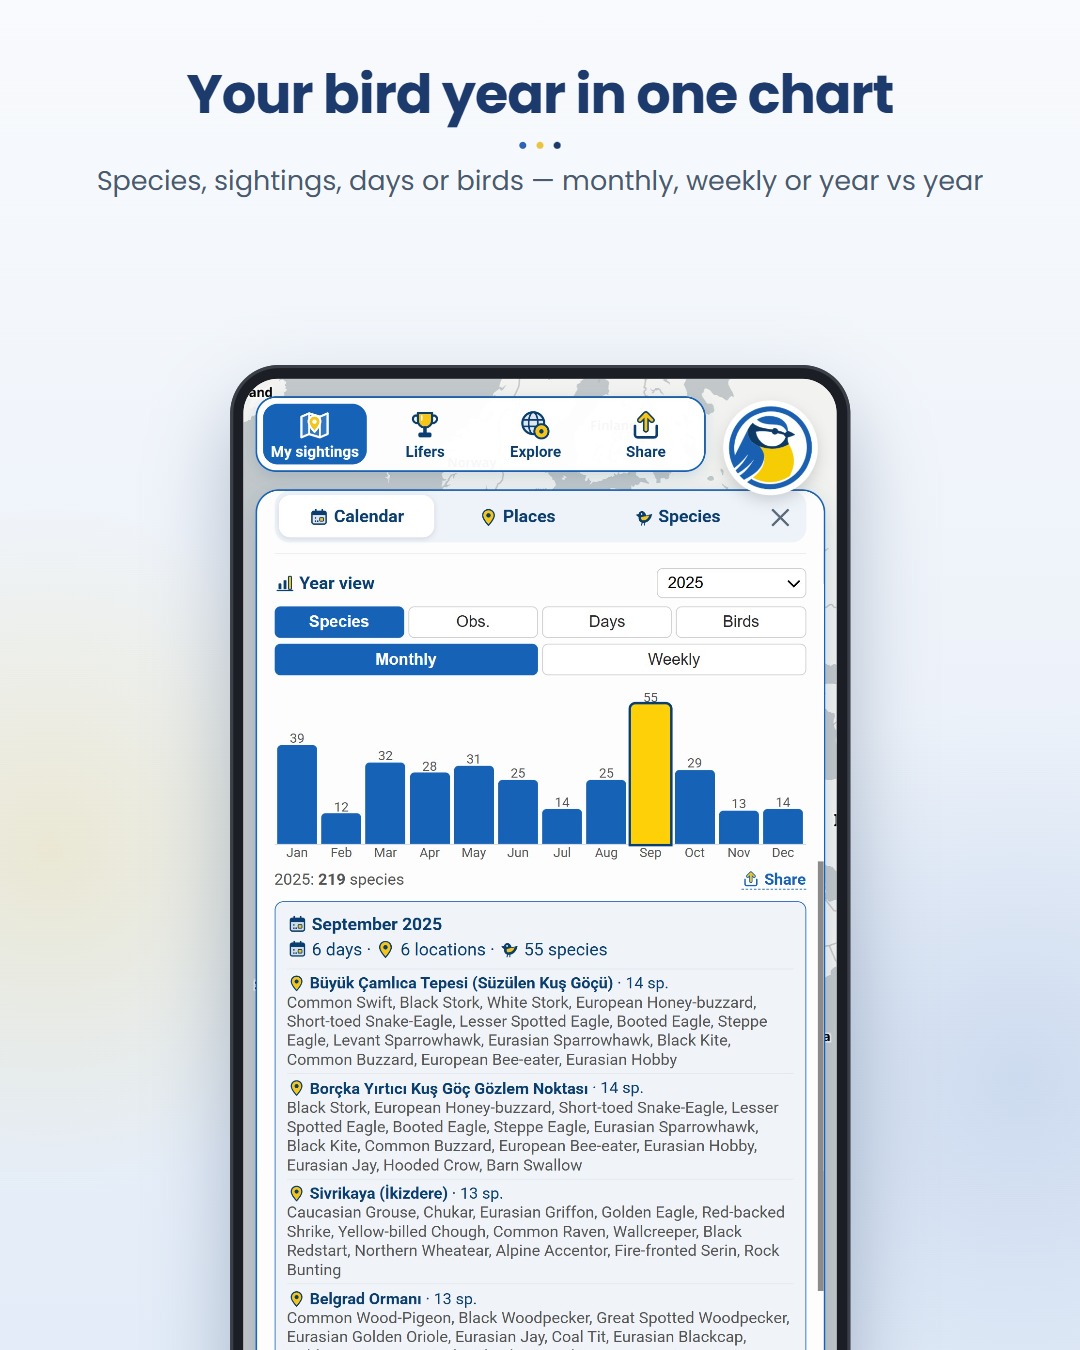 Your bird year in one chart
Species, sightings, days or birds — monthly, weekly or year vs year
and
My sightings
Lifers
Explore
Share
Norway
Calendar
Places
Species
Year view
2025
Species
Obs.
Days
Birds
Monthly
Weekly
55
39
32
28
31
25
25
29
12
14
13
14
Jan Feb Mar Apr May Jun Jul Aug Sep Oct Nov Dec
2025: 219 species
Share
September 2025
6 days · 6 locations · 55 species
Büyük Çamlıca Tepesi (Süzülen Kuş Göçü) · 14 sp.
Common Swift, Black Stork, White Stork, European Honey-buzzard,
Short-toed Snake-Eagle, Lesser Spotted Eagle, Booted Eagle, Steppe
Eagle, Levant Sparrowhawk, Eurasian Sparrowhawk, Black Kite,
Common Buzzard, European Bee-eater, Eurasian Hobby
Borçka Yırtıcı Kuş Göç Gözlem Noktası · 14 sp.
Black Stork, European Honey-buzzard, Short-toed Snake-Eagle, Lesser
Spotted Eagle, Booted Eagle, Steppe Eagle, Eurasian Sparrowhawk,
Black Kite, Common Buzzard, European Bee-eater, Eurasian Hobby,
Eurasian Jay, Hooded Crow, Barn Swallow
Sivrikaya (İkizdere) · 13 sp.
Caucasian Grouse, Chukar, Eurasian Griffon, Golden Eagle, Red-backed
Shrike, Yellow-billed Chough, Common Raven, Wallcreeper, Black
Redstart, Northern Wheatear, Alpine Accentor, Fire-fronted Serin, Rock
Bunting
Belgrad Ormanı · 13 sp.
Common Wood-Pigeon, Black Woodpecker, Great Spotted Woodpecker,
Eurasian Golden Oriole, Eurasian Jay, Coal Tit, Eurasian Blackcap,